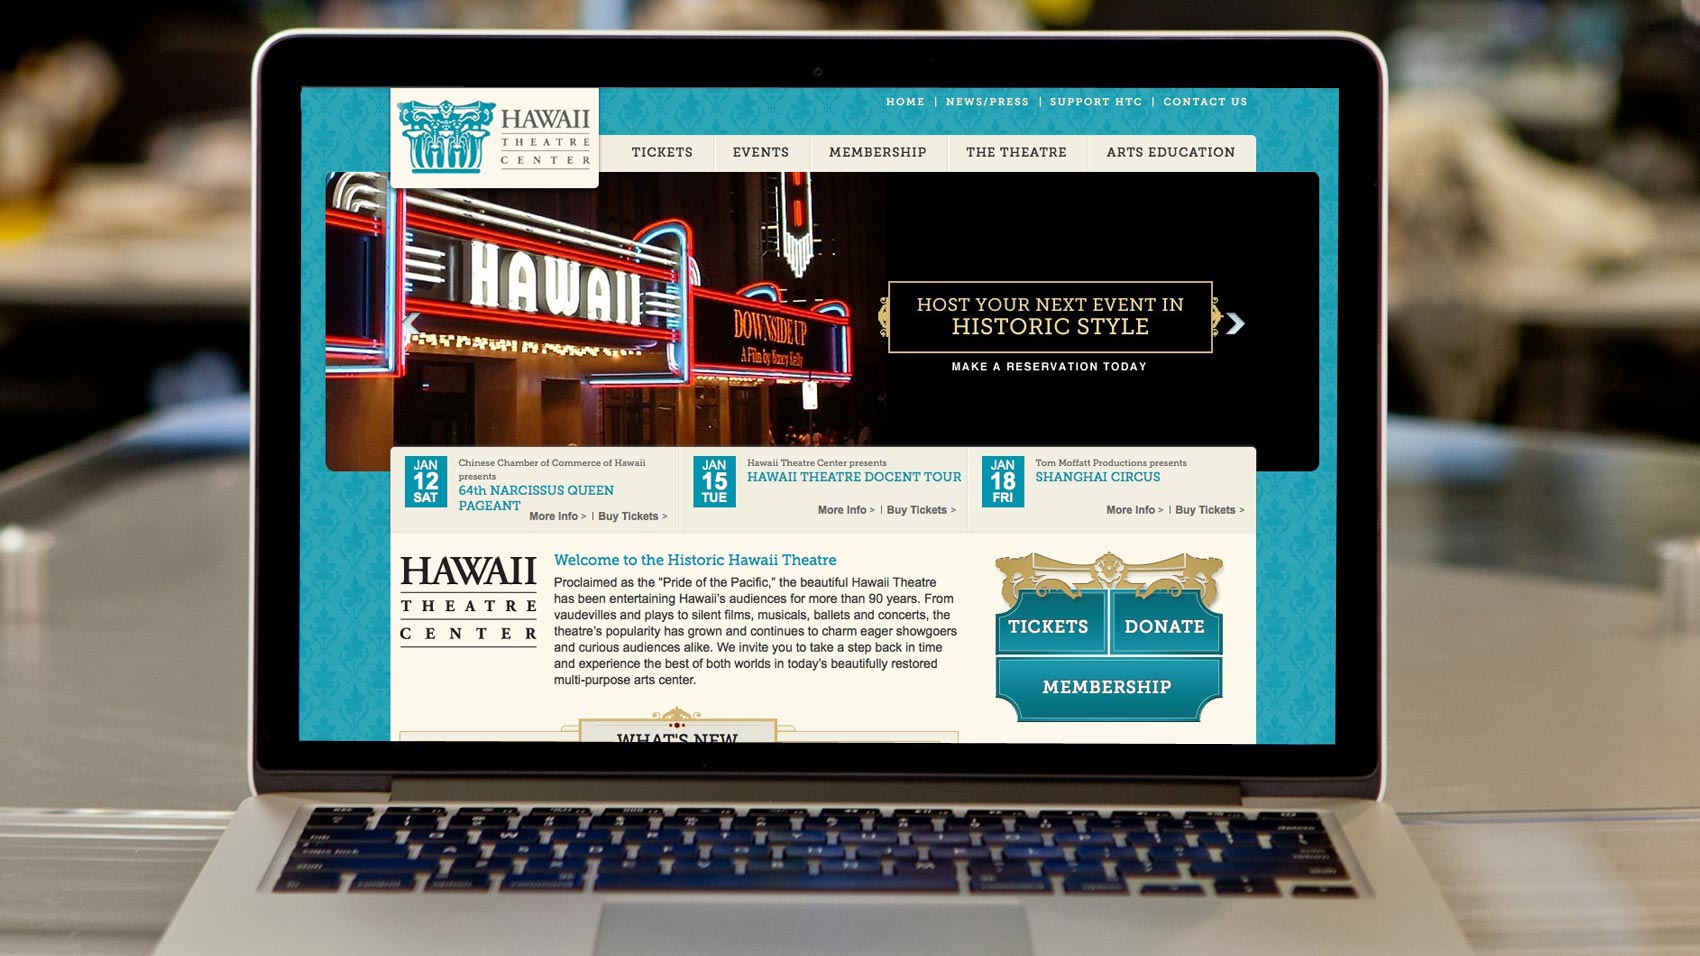 HAWAII
THEATRE
CENTER
HOME | NEWS/PRESS | SUPPORT HTC | CONTACT US
TICKETS
EVENTS
MEMBERSHIP
THE THEATRE
ARTS EDUCATION
HAWAII
DOWNSIDE UP
A Film by Nancy Kelly
HOST YOUR NEXT EVENT IN
HISTORIC STYLE
MAKE A RESERVATION TODAY
JAN
12
SAT
Chinese Chamber of Commerce of Hawaii
presents
64th NARCISSUS QUEEN
PAGEANT
More Info > | Buy Tickets >
JAN
15
TUE
Hawaii Theatre Center presents
HAWAII THEATRE DOCENT TOUR
More Info > | Buy Tickets >
JAN
18
FRI
Tom Moffatt Productions presents
SHANGHAI CIRCUS
More Info > | Buy Tickets >
HAWAII
THEATRE
CENTER
Welcome to the Historic Hawaii Theatre
Proclaimed as the “Pride of the Pacific,” the beautiful Hawaii Theatre
has been entertaining Hawaii’s audiences for more than 90 years. From
vaudevilles and plays to silent films, musicals, ballets and concerts, the
theatre’s popularity has grown and continues to charm eager showgoers
and curious audiences alike. We invite you to take a step back in time
and experience the best of both worlds in today’s beautifully restored
multi-purpose arts center.
TICKETS
DONATE
MEMBERSHIP
WHAT'S NEW